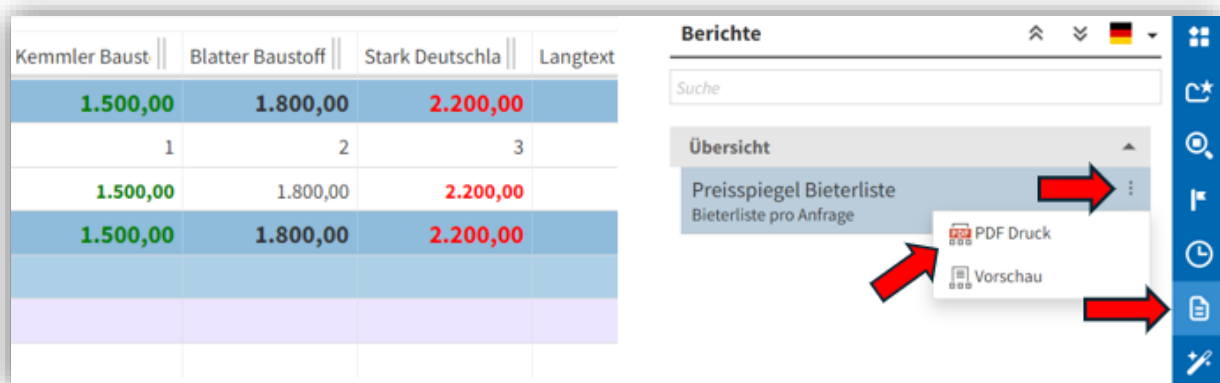 Kemmler Baust Blatter Baustoff Stark Deutschla Langtext
1.500,00 1.800,00 2.200,00
1 2 3
1.500,00 1.800,00 2.200,00
1.500,00 1.800,00 2.200,00
Berichte
Suche
Übersicht
Preisspiegel Bieterliste
Bieterliste pro Anfrage
PDF PDF Druck
Vorschau